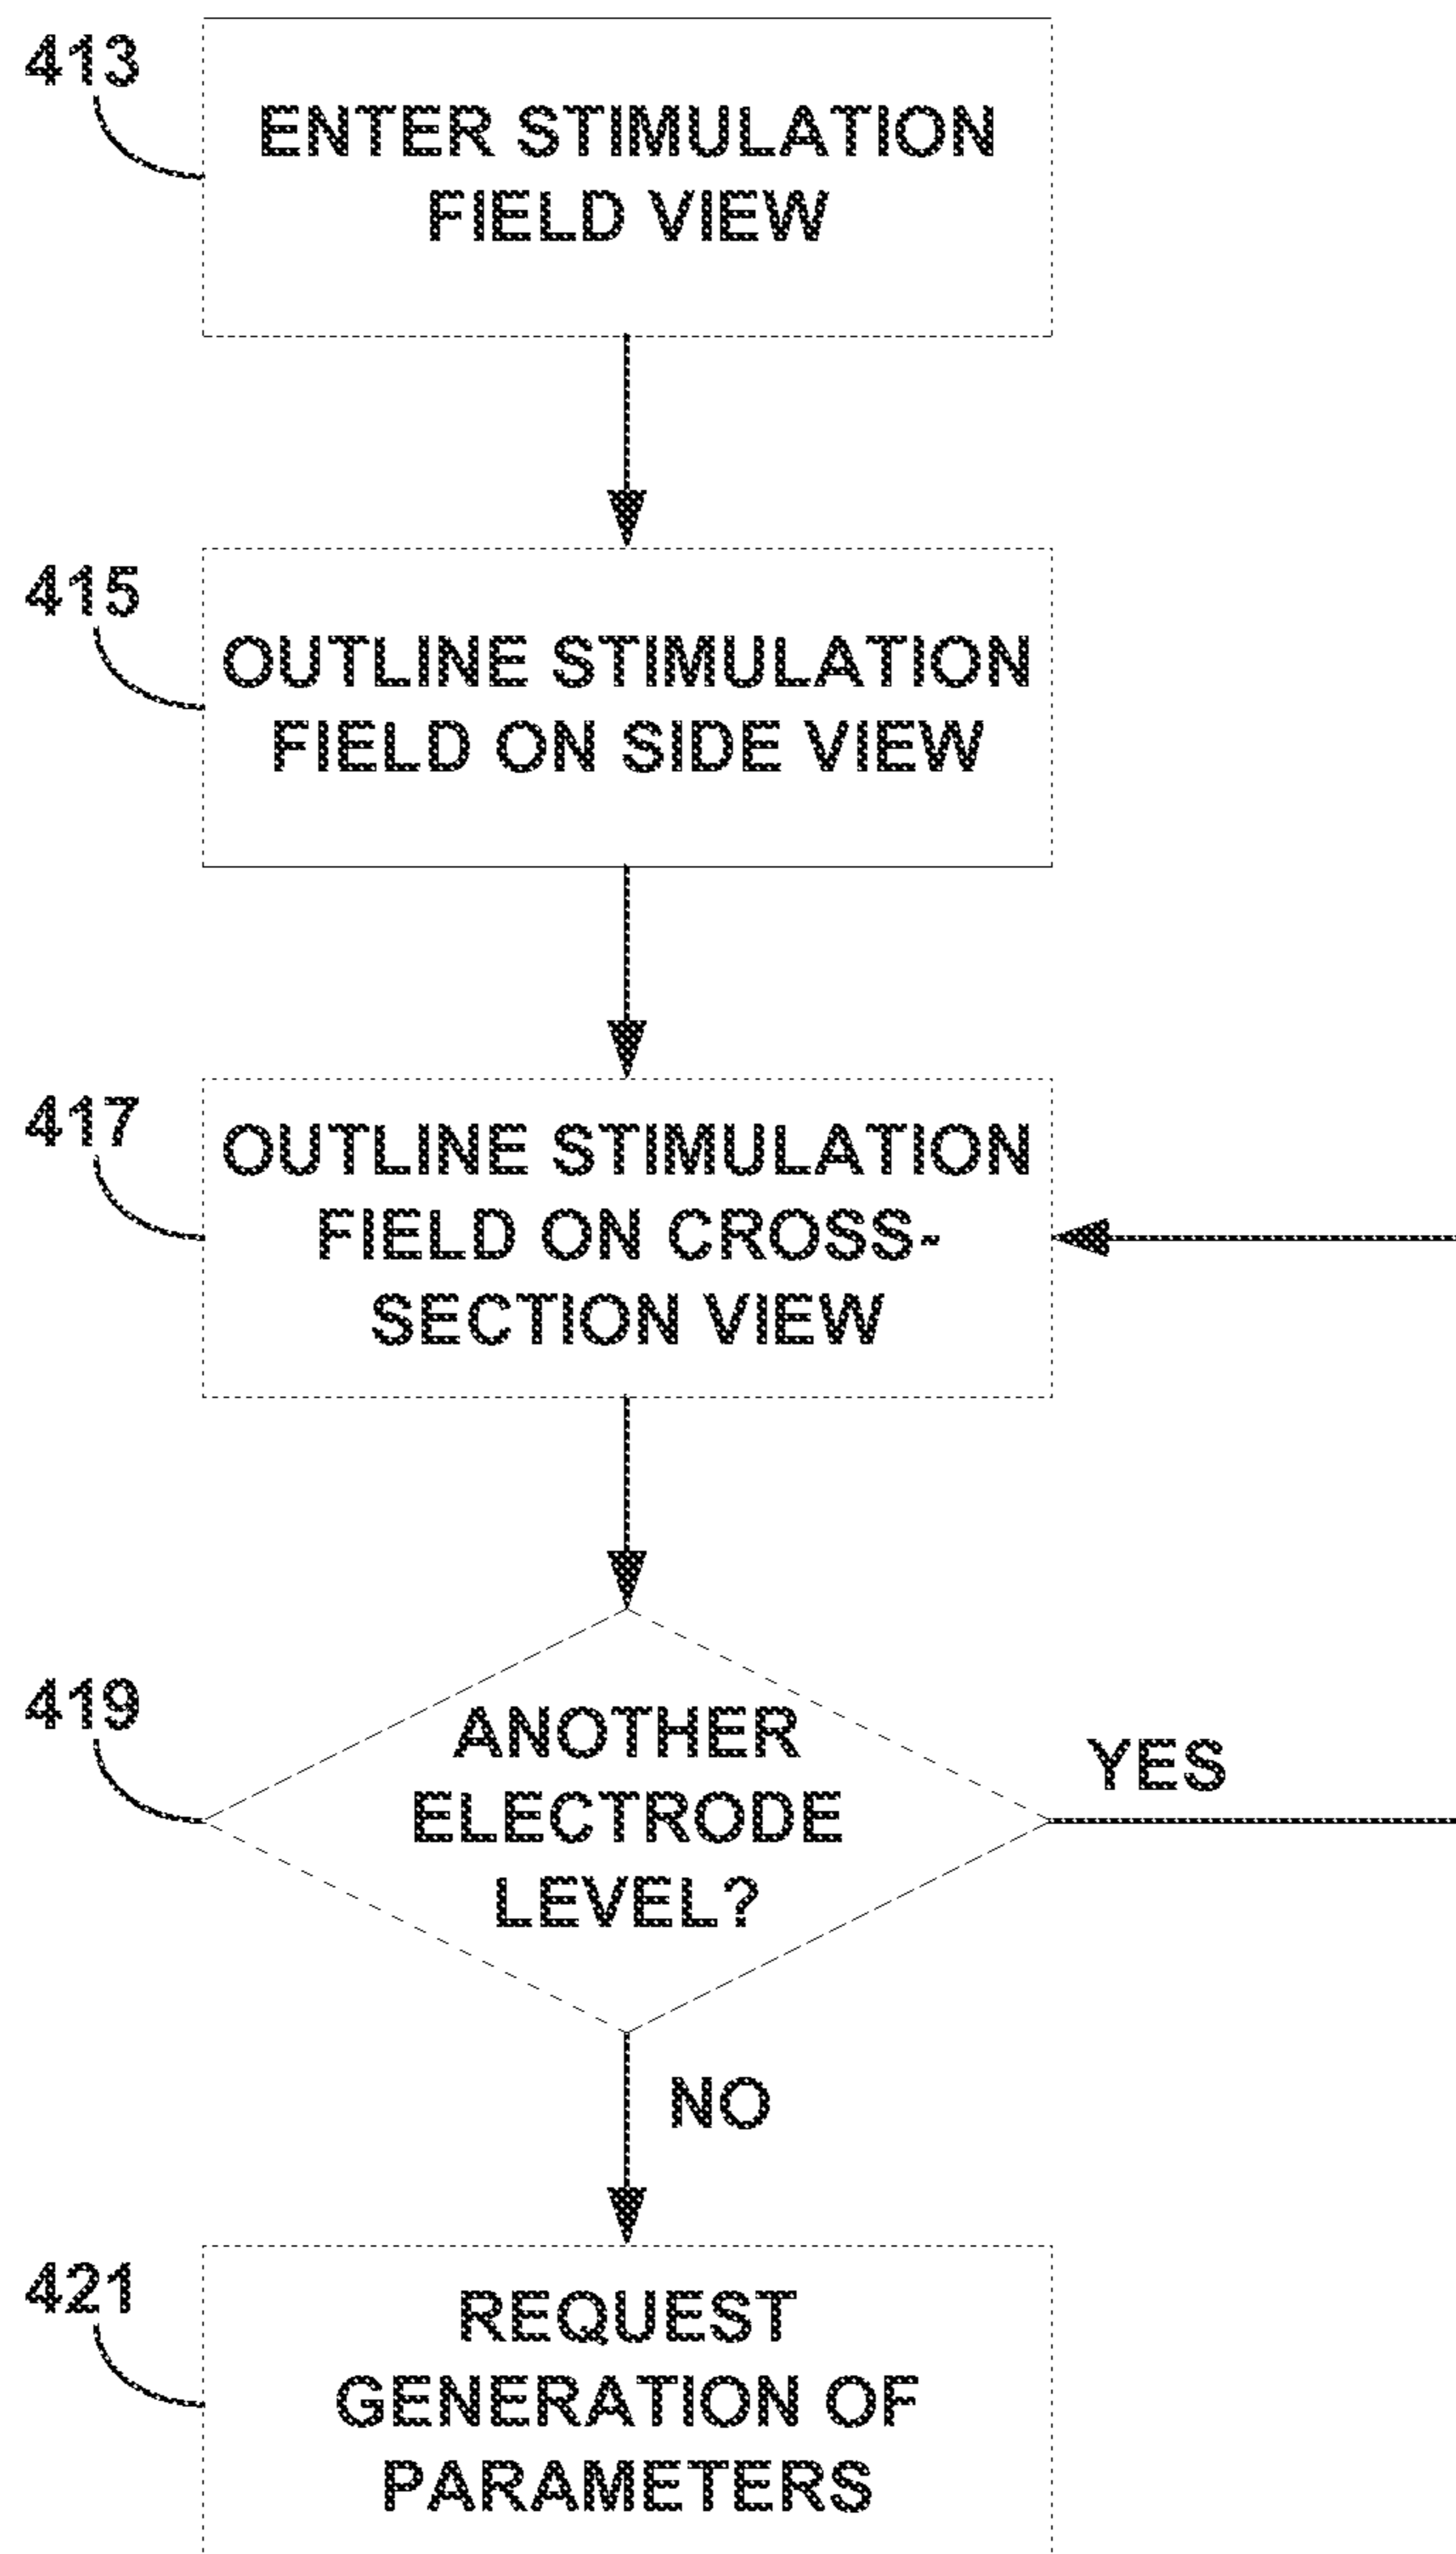 413
ENTER STIMULATION
FIELD VIEW
415
OUTLINE STIMULATION
FIELD ON SIDE VIEW
417
OUTLINE STIMULATION
FIELD ON CROSS-
SECTION VIEW
419
ANOTHER
ELECTRODE
LEVEL?
YES
NO
421
REQUEST
GENERATION OF
PARAMETERS